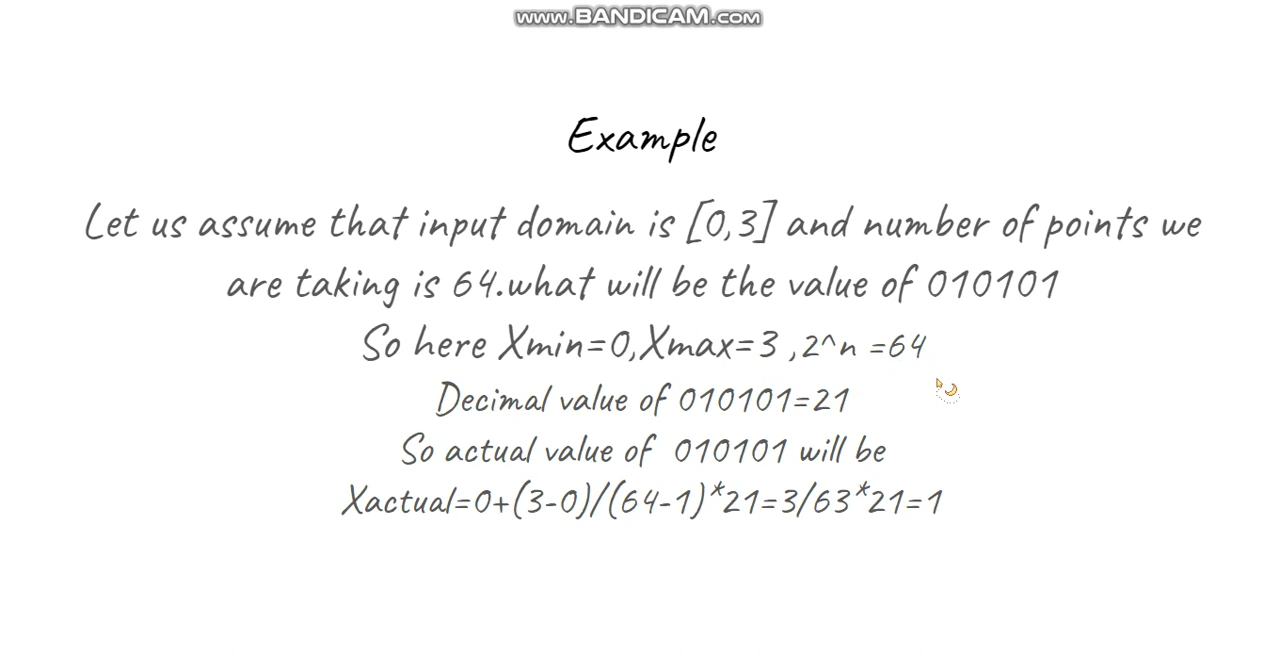 www.BANDICAM.com
Example
Let us assume that input domain is [0,3] and number of points we
are taking is 64.what will be the value of 010101
So here Xmin=0,Xmax=3 ,2^n =64
Decimal value of 010101=21
So actual value of 010101 will be
Xactual=0+(3-0)/(64-1)*21=3/63*21=1